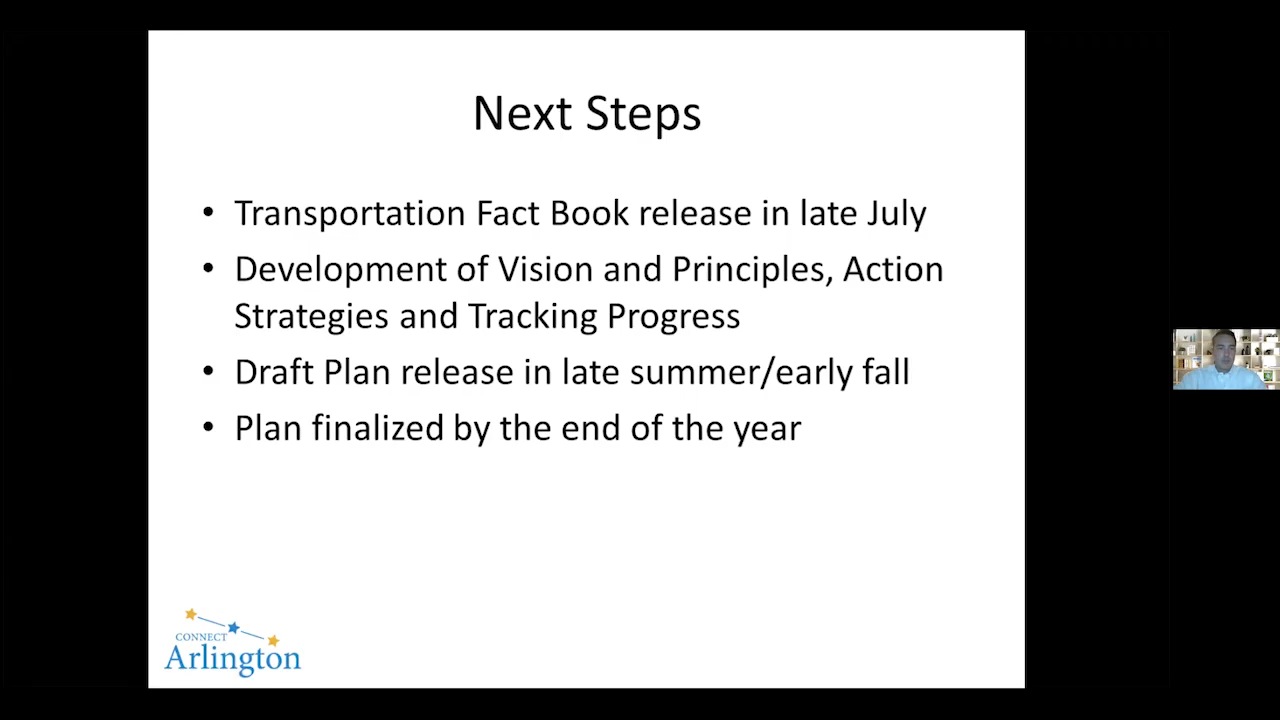 Next Steps
• Transportation Fact Book release in late July
• Development of Vision and Principles, Action
Strategies and Tracking Progress
• Draft Plan release in late summer/early fall
• Plan finalized by the end of the year
CONNECT
Arlington